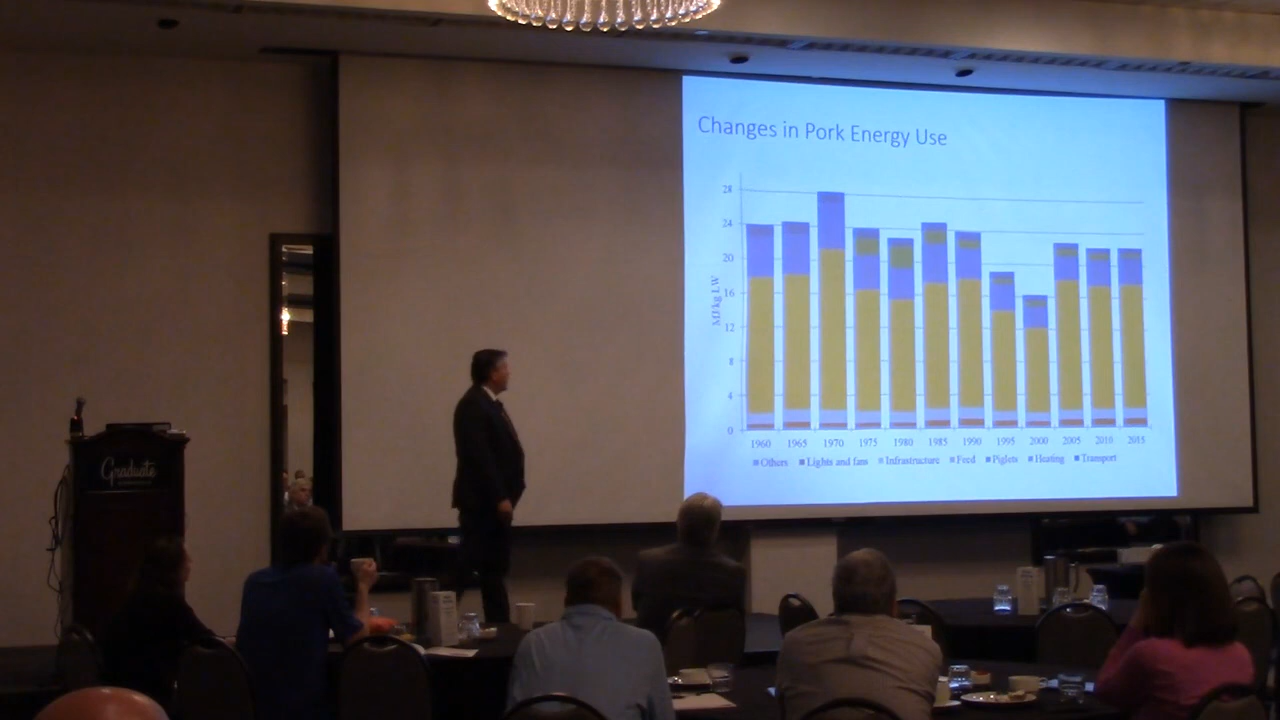 Changes in Pork Energy Use
28
24
20
16
12
8
4
0
MJ/kg LW
1960 1965 1970 1975 1980 1985 1990 1995 2000 2005 2010 2015
Others Lights and fans Infrastructure Feed Piglets Heating Transport
Graduate